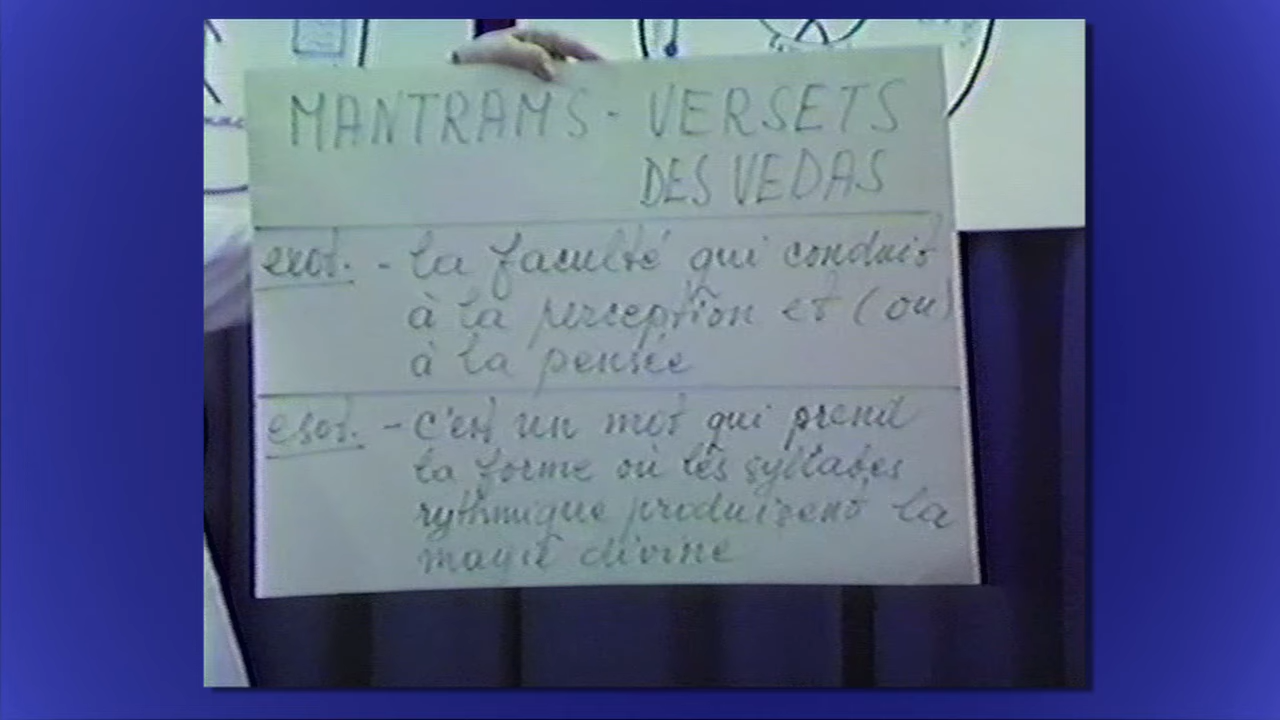 MANTRAMS - VERSETS
DES VEDAS
exot. - la faculté qui conduit
à la perception et (ou)
à la pensée
esot. - c'est un mot qui prend
la forme où les syllabes
rythmique produisent la
magie divine